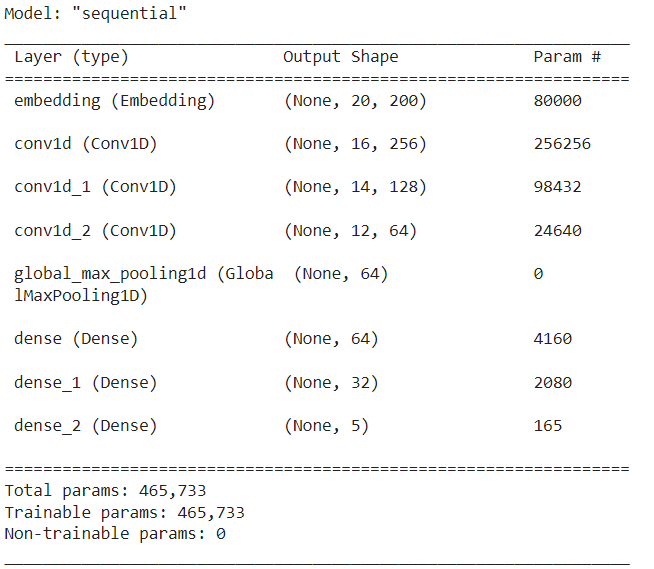 Model: "sequential"
Layer (type) Output Shape Param #
embedding (Embedding) (None, 20, 200) 80000
conv1d (Conv1D) (None, 16, 256) 256256
conv1d_1 (Conv1D) (None, 14, 128) 98432
conv1d_2 (Conv1D) (None, 12, 64) 24640
global_max_pooling1d (Globa (None, 64) 0
lMaxPooling1D)
dense (Dense) (None, 64) 4160
dense_1 (Dense) (None, 32) 2080
dense_2 (Dense) (None, 5) 165
Total params: 465,733
Trainable params: 465,733
Non-trainable params: 0